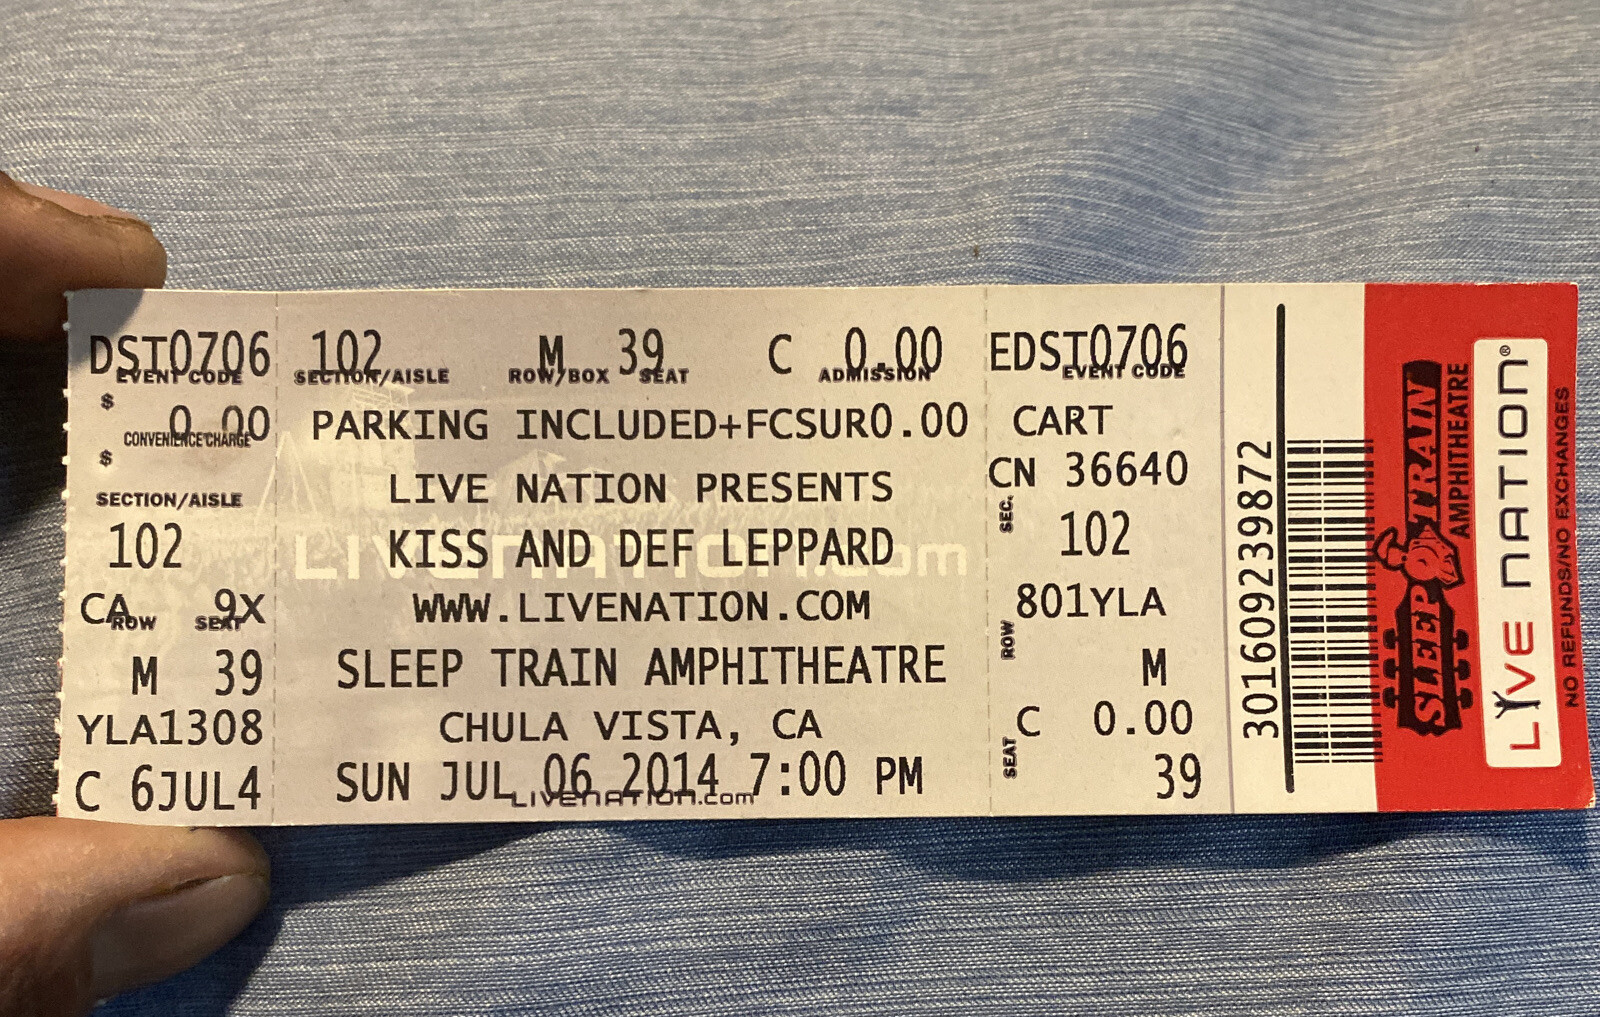 DST0706
EVENT CODE
$ 0.00
CONVENIENCE CHARGE
$
SECTION/AISLE
102
CA 9X
ROW SEAT
M 39
YLA1308
C 6JUL4
102 M 39 C 0.00
SECTION/AISLE ROW/BOX SEAT ADMISSION
PARKING INCLUDED+FCSUR0.00
LIVE NATION PRESENTS
KISS AND DEF LEPPARD
LIVENATION.com
WWW.LIVENATION.COM
SLEEP TRAIN AMPHITHEATRE
CHULA VISTA, CA
SUN JUL 06 2014 7:00 PM
LIVENATION.com
EDST0706
EVENT CODE
CART
CN 36640
SEC.
102
801YLA
ROW
M
C 0.00
SEAT
39
301609239872
SLEEP TRAIN
AMPHITHEATRE
LIVE NATION®
NO REFUNDS/NO EXCHANGES